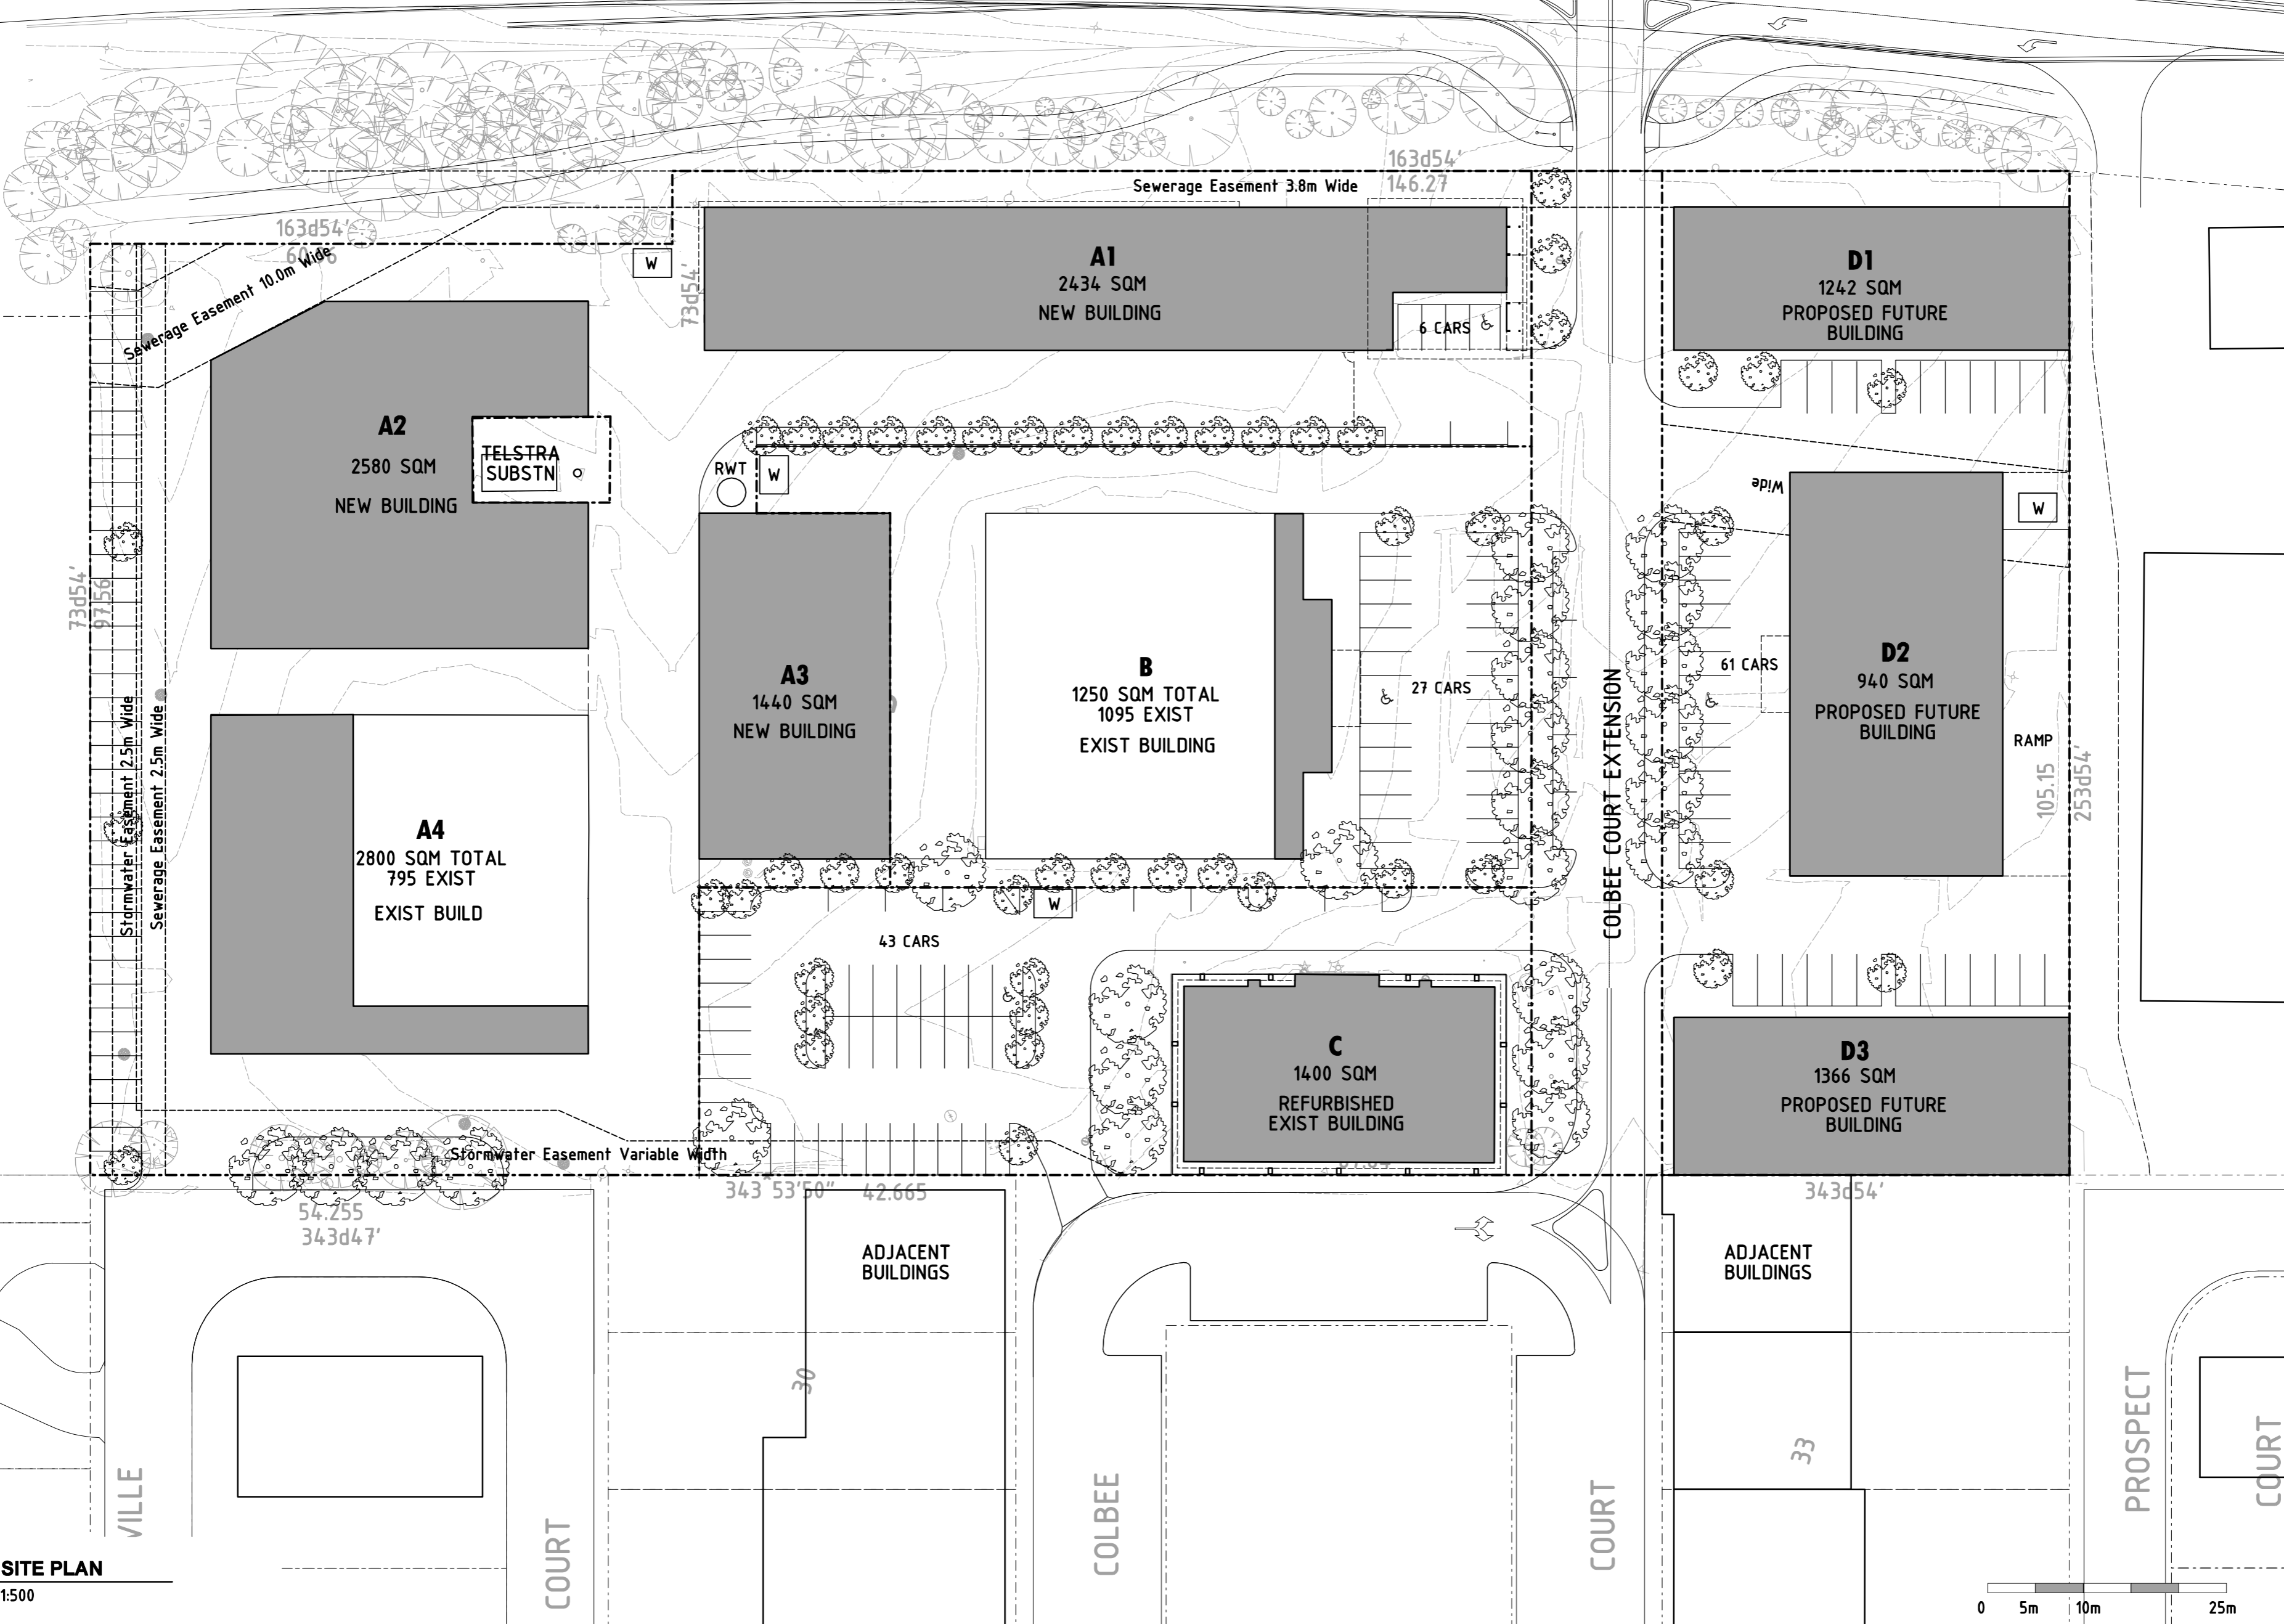 163d54'
146.27
Sewerage Easement 3.8m Wide
163d54'
Sewerage Easement 10.0m Wide
W
73d54'
A1
2434 SQM
NEW BUILDING
6 CARS
D1
1242 SQM
PROPOSED FUTURE
BUILDING
A2
2580 SQM
NEW BUILDING
TELSTRA
SUBSTN
RWT
W
Wide
W
73d54'
97.56
A3
1440 SQM
NEW BUILDING
B
1250 SQM TOTAL
1095 EXIST
EXIST BUILDING
27 CARS
COLBEE COURT EXTENSION
61 CARS
D2
940 SQM
PROPOSED FUTURE
BUILDING
RAMP
105.15
253d54'
Stormwater Easement 2.5m Wide
Sewerage Easement 2.5m Wide
A4
2800 SQM TOTAL
795 EXIST
EXIST BUILD
W
43 CARS
C
1400 SQM
REFURBISHED
EXIST BUILDING
D3
1366 SQM
PROPOSED FUTURE
BUILDING
Stormwater Easement Variable Width
343°53'50"
42.665
343d54'
54.255
343d47'
ADJACENT
BUILDINGS
ADJACENT
BUILDINGS
30
33
VILLE
COURT
COLBEE
COURT
PROSPECT
COURT
SITE PLAN
1:500
0 5m 10m 25m